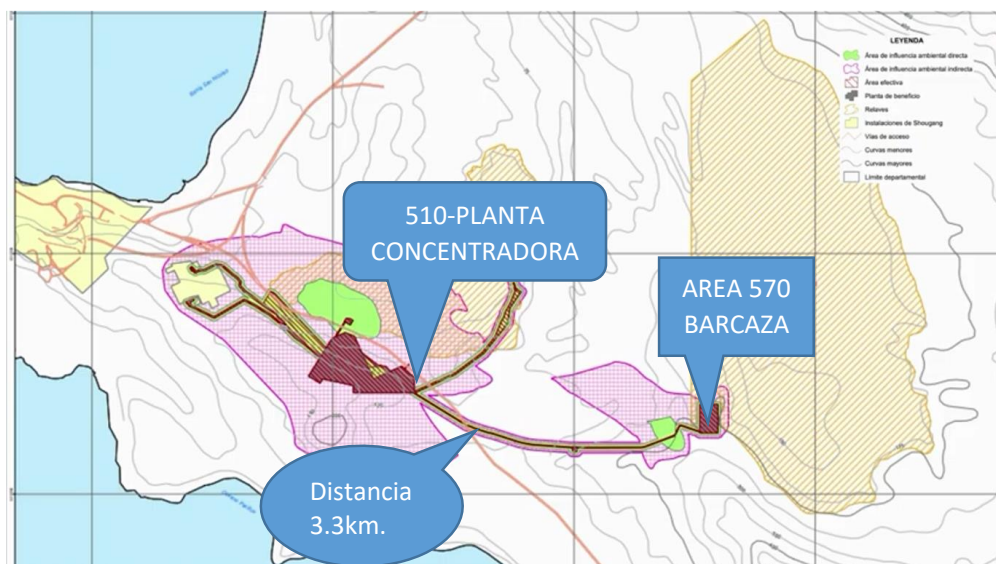 LEYENDA
Área de influencia ambiental directa
Área de influencia ambiental indirecta
Área efectiva
Planta de beneficio
Relaves
Instalaciones de Shougang
Vías de acceso
Curvas menores
Curvas mayores
Límite departamental
510-PLANTA
CONCENTRADORA
AREA 570
BARCAZA
Distancia
3.3km.